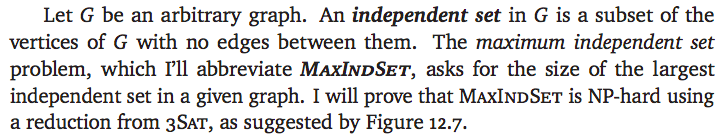 Let G be an arbitrary graph. An independent set in G is a subset of the
vertices of G with no edges between them. The maximum independent set
problem, which I'll abbreviate MAXINDSET, asks for the size of the largest
independent set in a given graph. I will prove that MAXINDSET is NP-hard using
a reduction from 3SAT, as suggested by Figure 12.7.